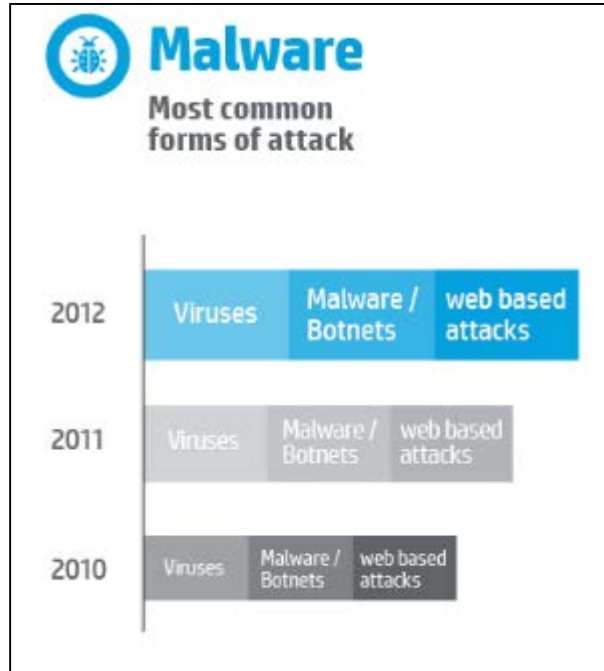 Malware
Most common
forms of attack
2012
Viruses
Malware /
Botnets
web based
attacks
2011
Viruses
Malware /
Botnets
web based
attacks
2010
Viruses
Malware /
Botnets
web based
attacks